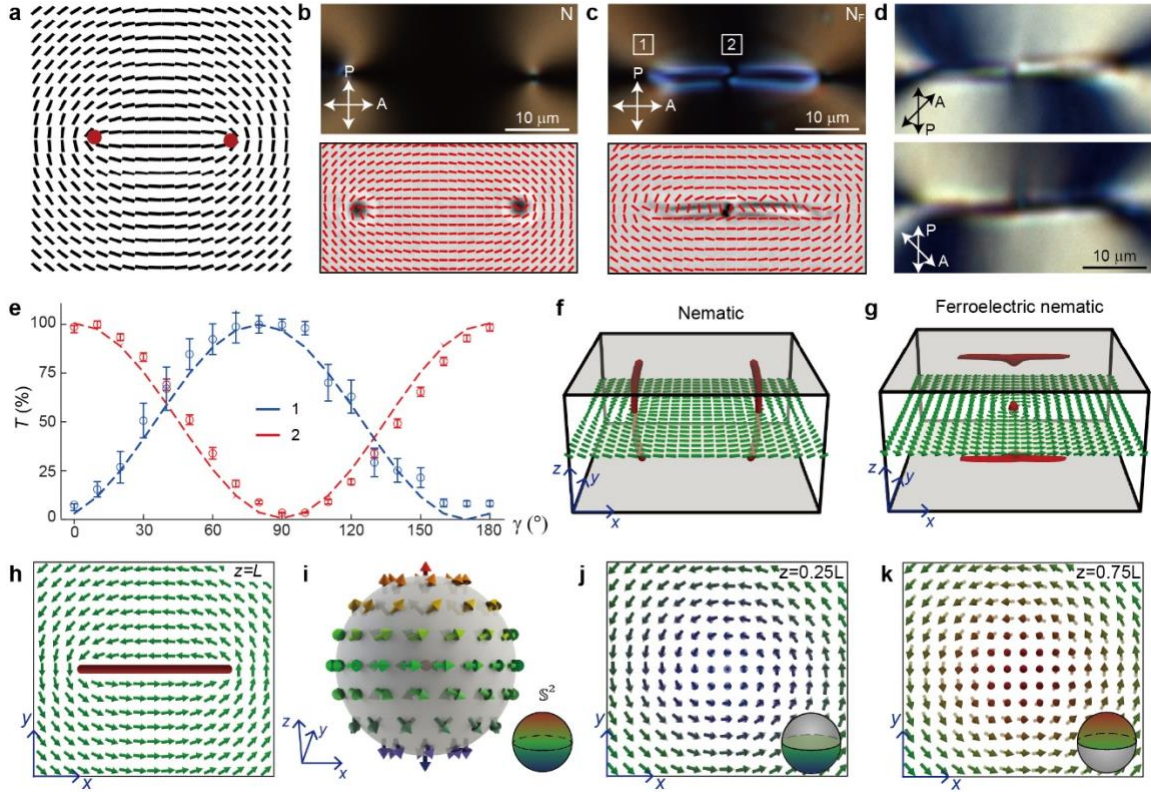 a
b
N
P
A
10 μm
c
N_F
1
2
P
A
10 μm
d
A
P
P
A
10 μm
e
T (%)
100
75
50
25
0
0
30
60
90
120
150
180
γ (°)
1
2
f
Nematic
z
y
x
g
Ferroelectric nematic
z
y
x
h
z=L
y
x
i
𝕊²
z
y
x
j
z=0.25L
y
x
k
z=0.75L
y
x